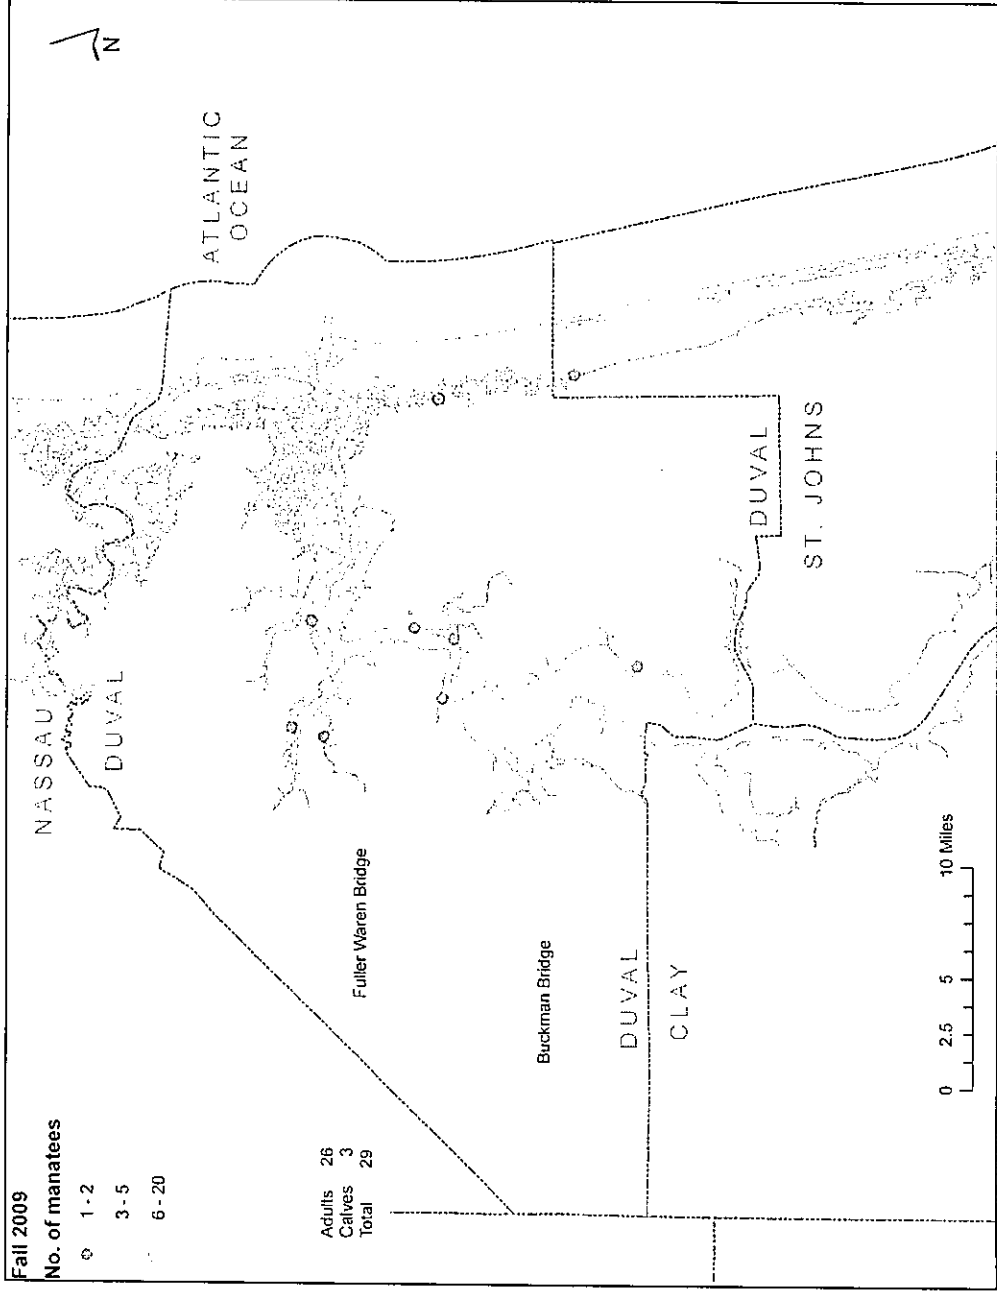 Fall 2009
No. of manatees
1 - 2
3 - 5
6 - 20
Adults 26
Calves 3
Total 29
N
ATLANTIC
OCEAN
NASSAU
DUVAL
Fuller Waren Bridge
Buckman Bridge
DUVAL
CLAY
DUVAL
ST. JOHNS
0 2.5 5 10 Miles